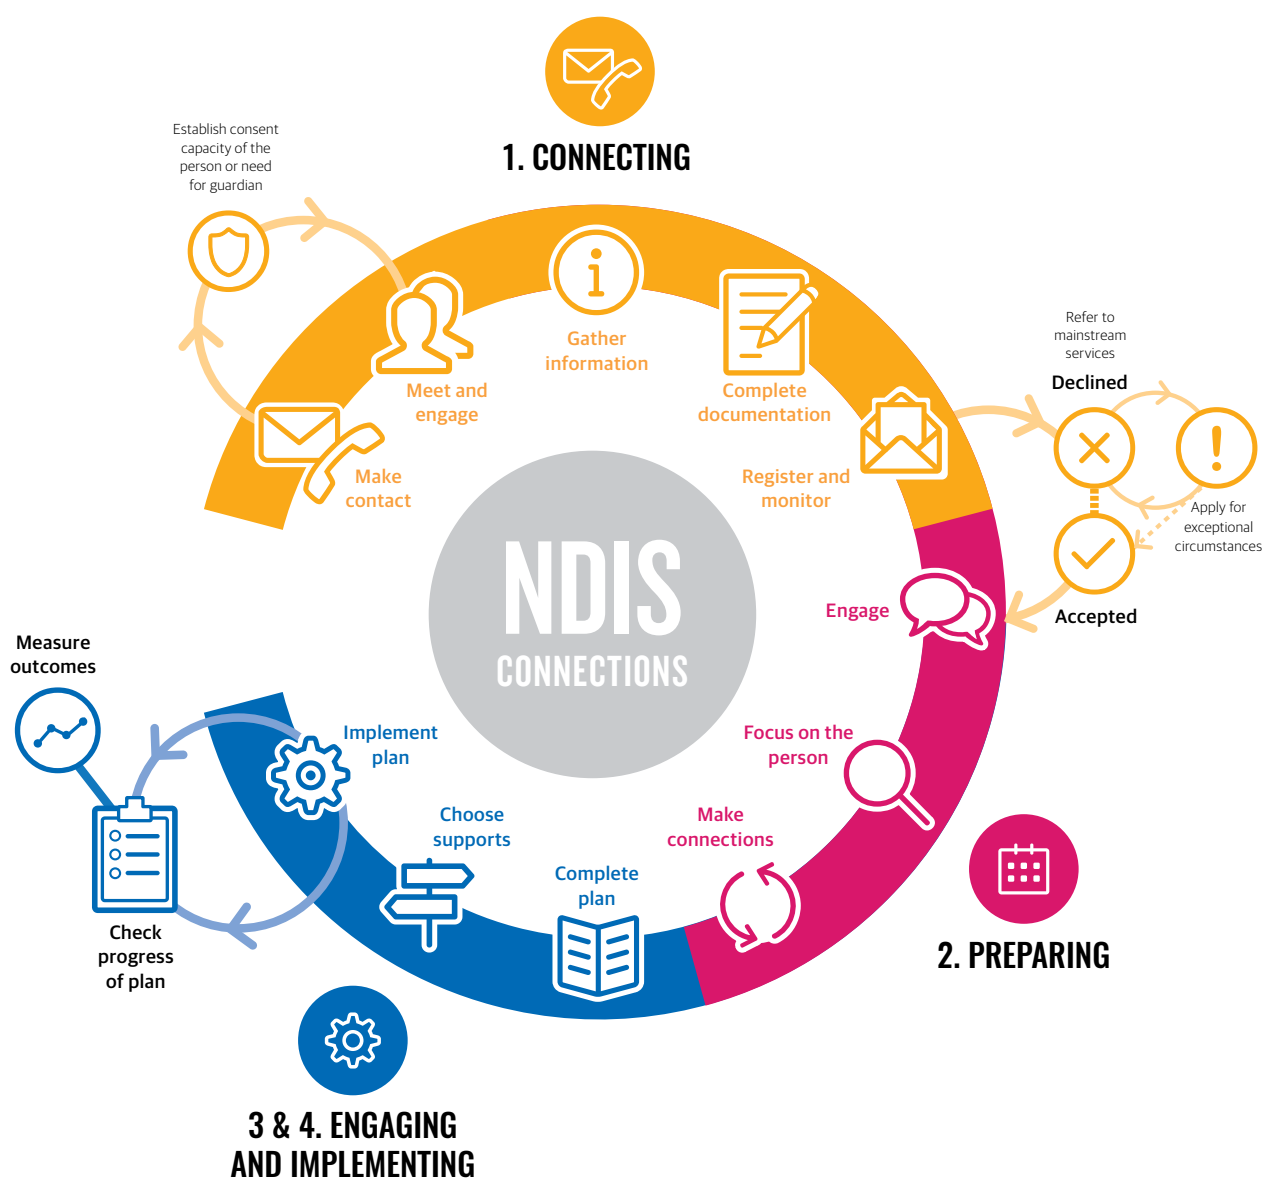 1. CONNECTING
Establish consent
capacity of the
person or need
for guardian
Make
contact
Meet and
engage
Gather
information
Complete
documentation
Register and
monitor
Refer to
mainstream
services
Declined
Apply for
exceptional
circumstances
Accepted
NDIS
CONNECTIONS
Engage
Focus on the
person
Make
connections
2. PREPARING
Complete
plan
Choose
supports
Implement
plan
Measure
outcomes
Check
progress
of plan
3 & 4. ENGAGING
AND IMPLEMENTING